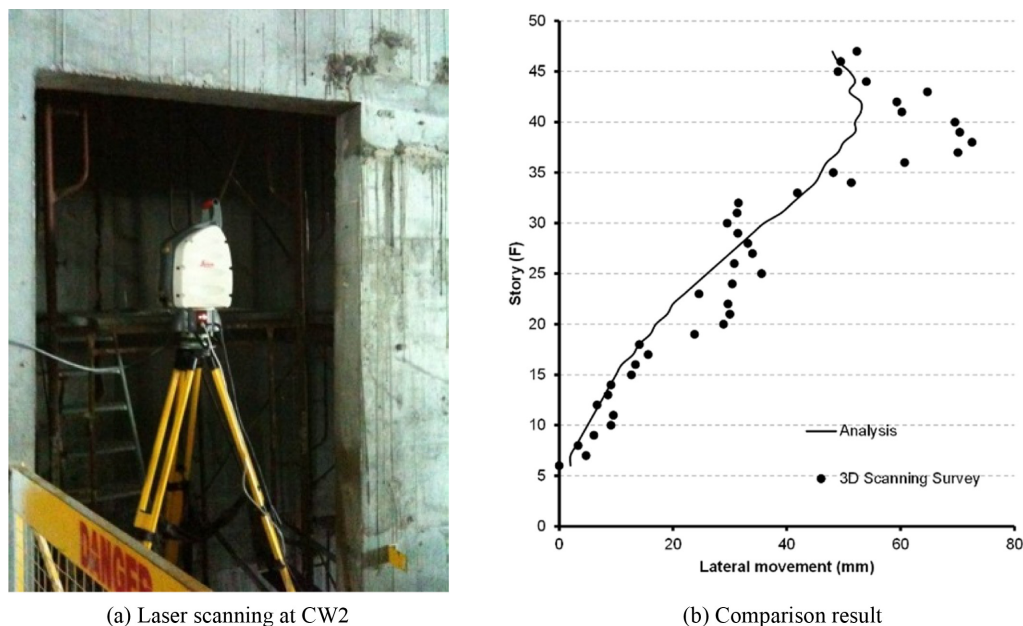 DANGER
(a) Laser scanning at CW2
50
45
40
35
30
25
20
15
10
5
0
Story (F)
Analysis
3D Scanning Survey
0 20 40 60 80
Lateral movement (mm)
(b) Comparison result